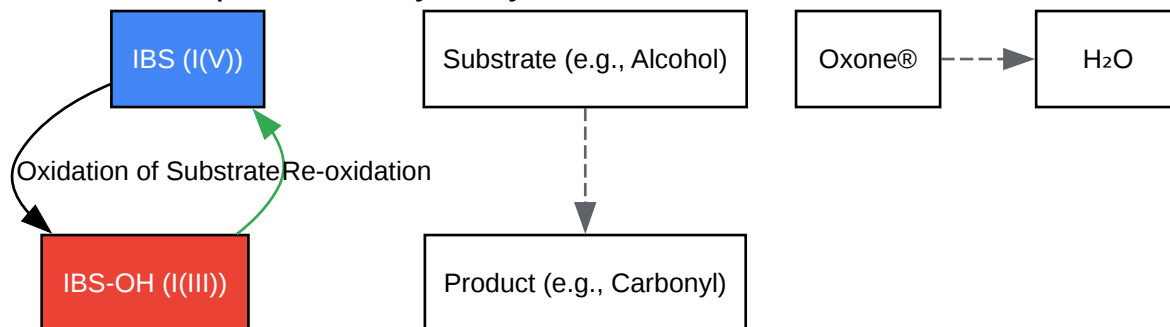 IBS (I(V))
Substrate (e.g., Alcohol)
Oxone®
H₂O
Oxidation of Substrate
Re-oxidation
IBS-OH (I(III))
Product (e.g., Carbonyl)